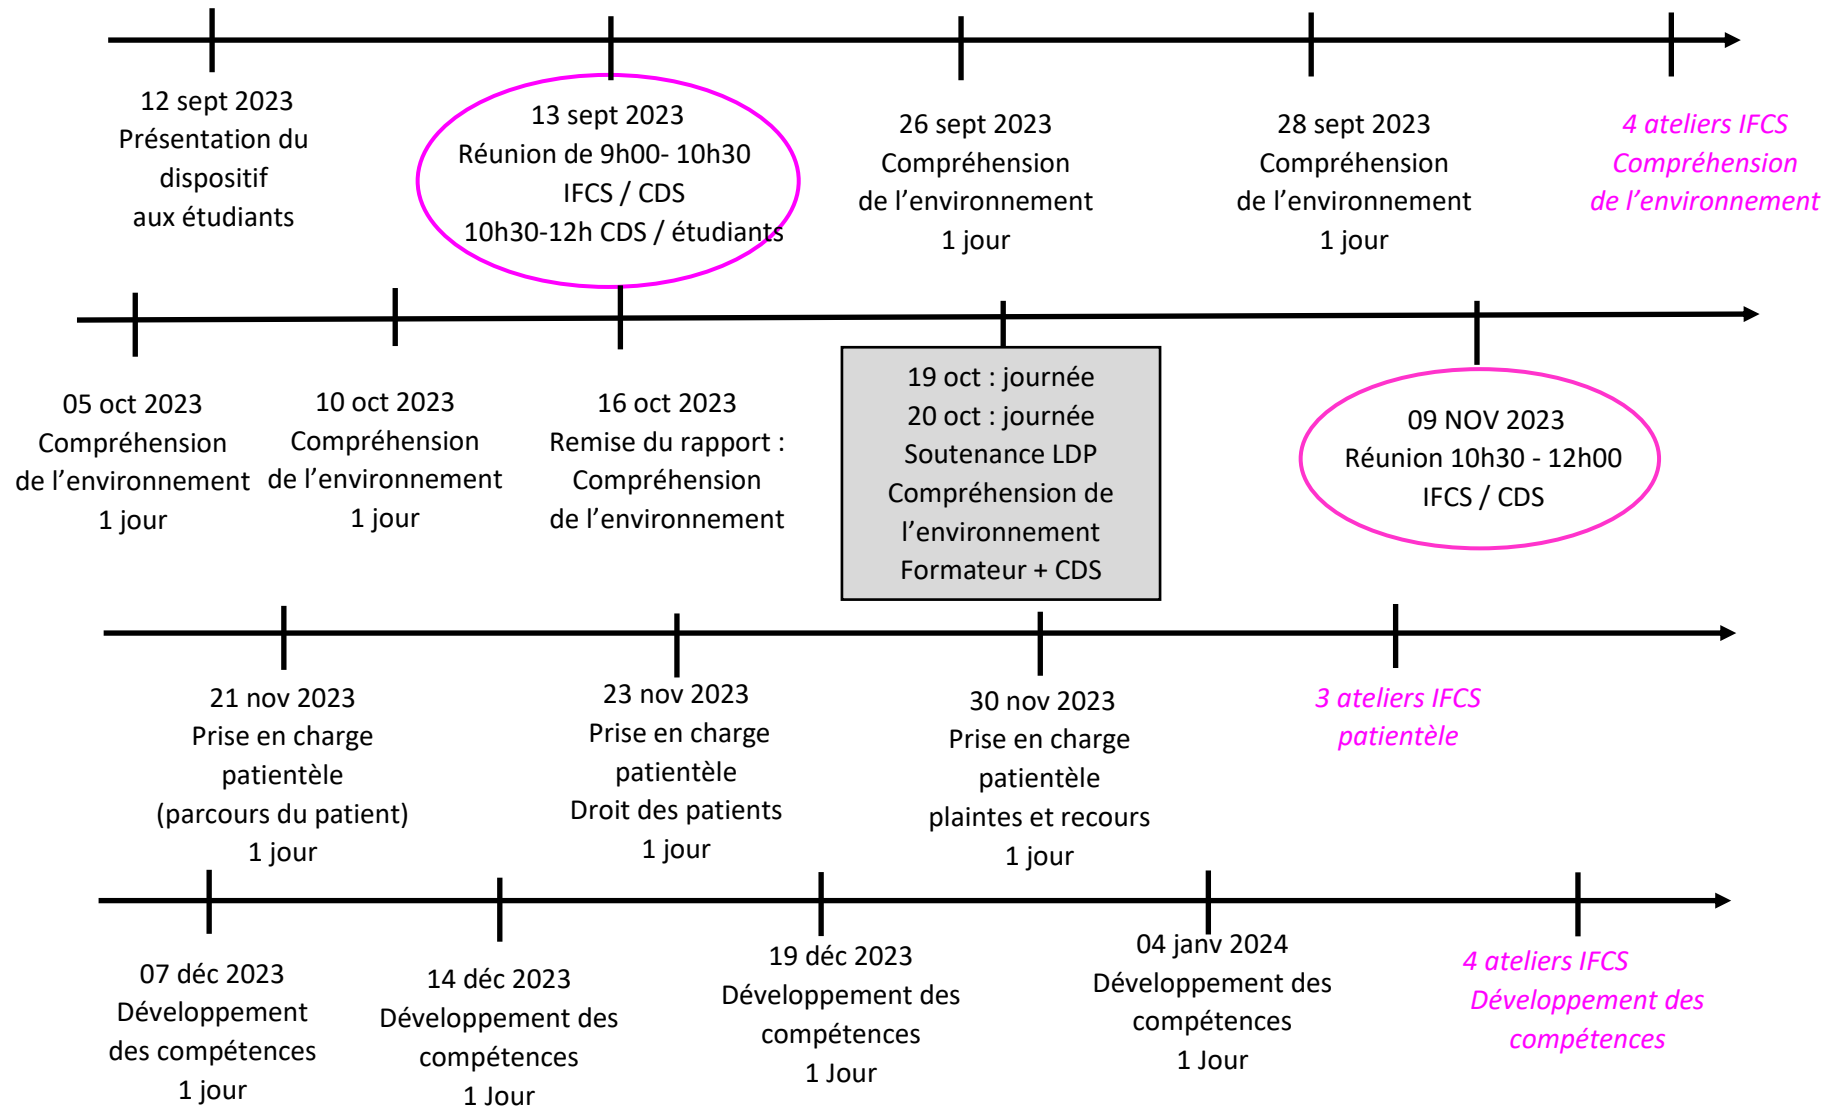 12 sept 2023
Présentation du
dispositif
aux étudiants
13 sept 2023
Réunion de 9h00- 10h30
IFCS / CDS
10h30-12h CDS / étudiants
26 sept 2023
Compréhension
de l’environnement
1 jour
28 sept 2023
Compréhension
de l’environnement
1 jour
4 ateliers IFCS
Compréhension
de l’environnement
05 oct 2023
Compréhension
de l’environnement
1 jour
10 oct 2023
Compréhension
de l’environnement
1 jour
16 oct 2023
Remise du rapport :
Compréhension
de l’environnement
19 oct : journée
20 oct : journée
Soutenance LDP
Compréhension de
l’environnement
Formateur + CDS
09 NOV 2023
Réunion 10h30 - 12h00
IFCS / CDS
21 nov 2023
Prise en charge
patientèle
(parcours du patient)
1 jour
23 nov 2023
Prise en charge
patientèle
Droit des patients
1 jour
30 nov 2023
Prise en charge
patientèle
plaintes et recours
1 jour
3 ateliers IFCS
patientèle
07 déc 2023
Développement
des compétences
1 jour
14 déc 2023
Développement des
compétences
1 Jour
19 déc 2023
Développement des
compétences
1 Jour
04 janv 2024
Développement des
compétences
1 Jour
4 ateliers IFCS
Développement des
compétences